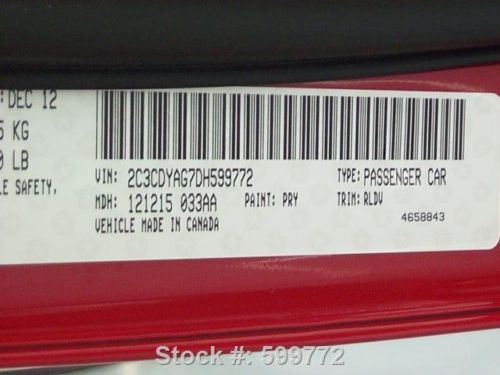 : DEC 12
5 KG
0 LB
LE SAFETY,
VIN: 2C3CDYAG7DH599772 TYPE: PASSENGER CAR
MDH: 121215 033AA PAINT: PRY TRIM: RLDV
VEHICLE MADE IN CANADA 4658843
Stock #: 599772